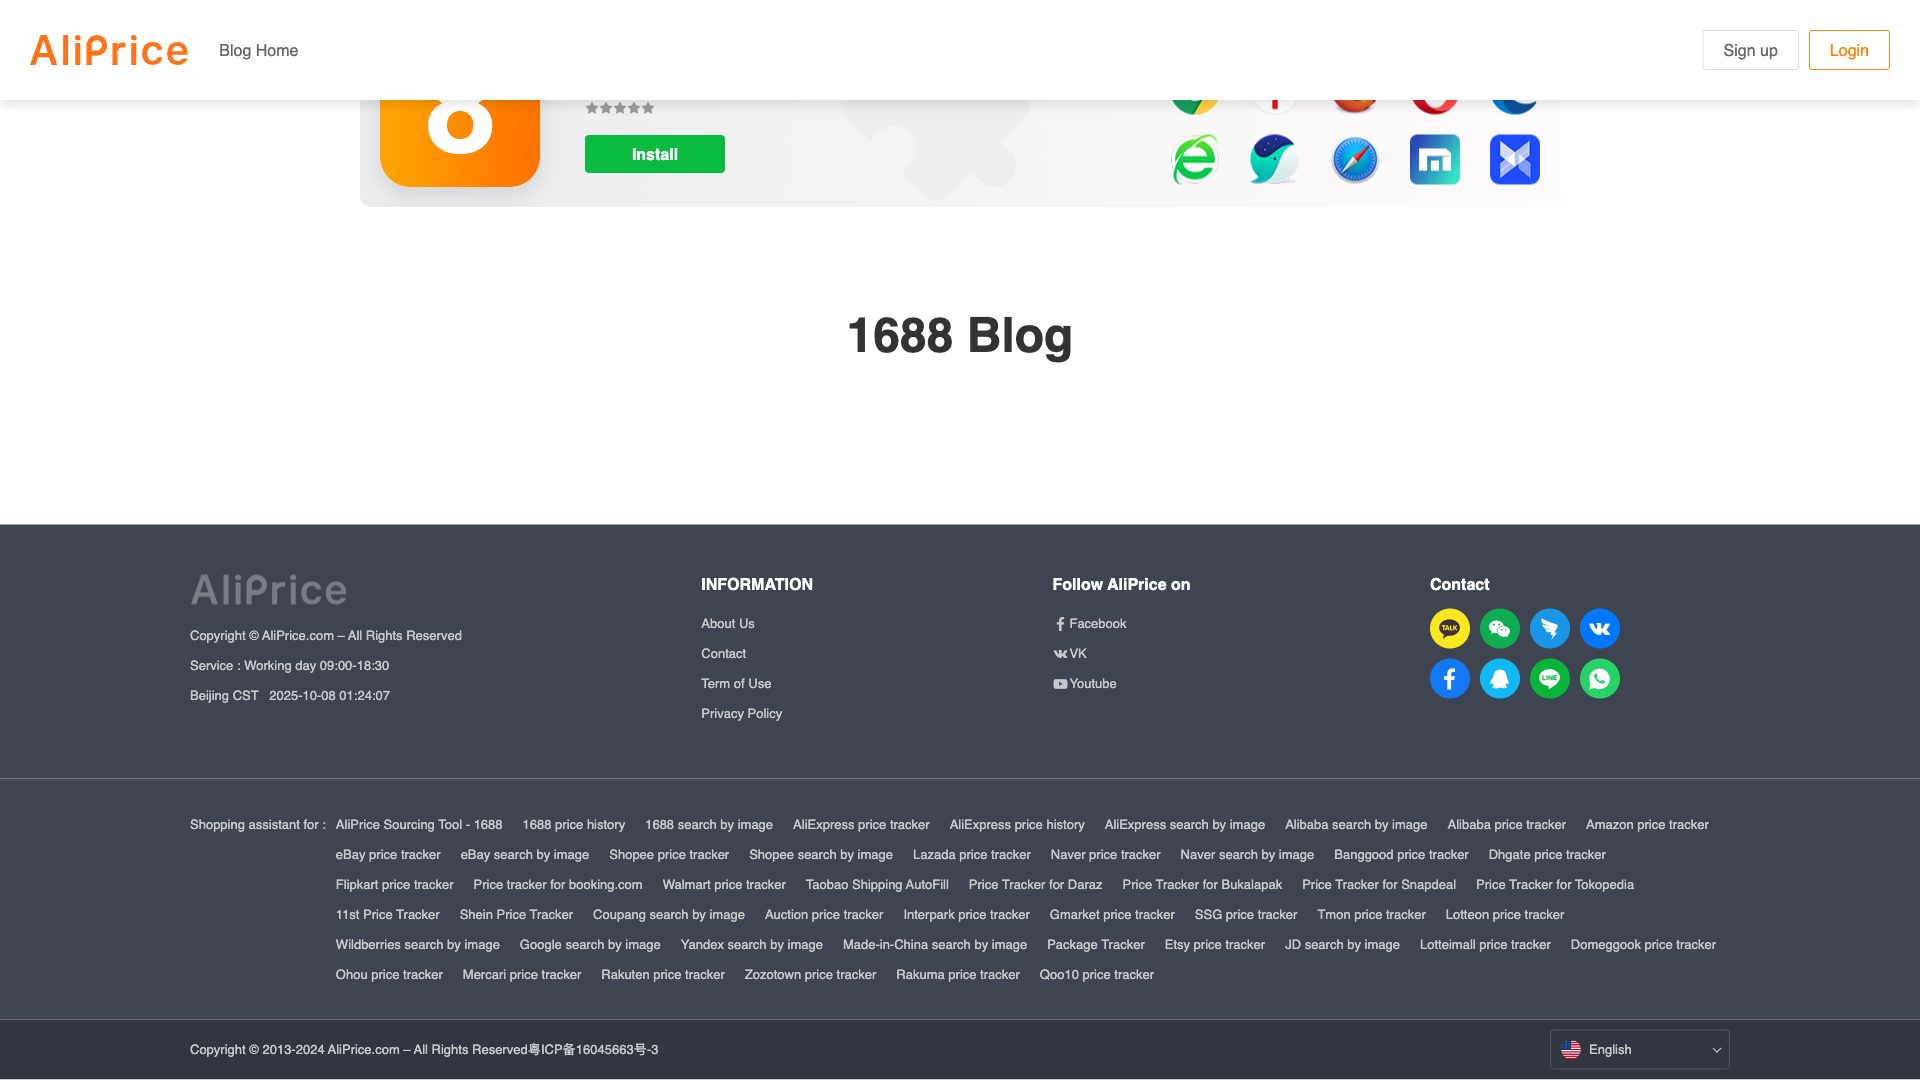 AliPrice Blog Home Sign up Login
8
Install
1688 Blog
AliPrice
Copyright © AliPrice.com – All Rights Reserved
Service : Working day 09:00-18:30
Beijing CST 2025-10-08 01:24:07
INFORMATION
About Us
Contact
Term of Use
Privacy Policy
Follow AliPrice on
Facebook
VK
Youtube
Contact
TALK
LINE
Shopping assistant for : AliPrice Sourcing Tool - 1688 1688 price history 1688 search by image AliExpress price tracker AliExpress price history AliExpress search by image Alibaba search by image Alibaba price tracker Amazon price tracker
eBay price tracker eBay search by image Shopee price tracker Shopee search by image Lazada price tracker Naver price tracker Naver search by image Banggood price tracker Dhgate price tracker
Flipkart price tracker Price tracker for booking.com Walmart price tracker Taobao Shipping AutoFill Price Tracker for Daraz Price Tracker for Bukalapak Price Tracker for Snapdeal Price Tracker for Tokopedia
11st Price Tracker Shein Price Tracker Coupang search by image Auction price tracker Interpark price tracker Gmarket price tracker SSG price tracker Tmon price tracker Lotteon price tracker
Wildberries search by image Google search by image Yandex search by image Made-in-China search by image Package Tracker Etsy price tracker JD search by image Lotteimall price tracker Domeggook price tracker
Ohou price tracker Mercari price tracker Rakuten price tracker Zozotown price tracker Rakuma price tracker Qoo10 price tracker
Copyright © 2013-2024 AliPrice.com – All Rights Reserved粤ICP备16045663号-3
English